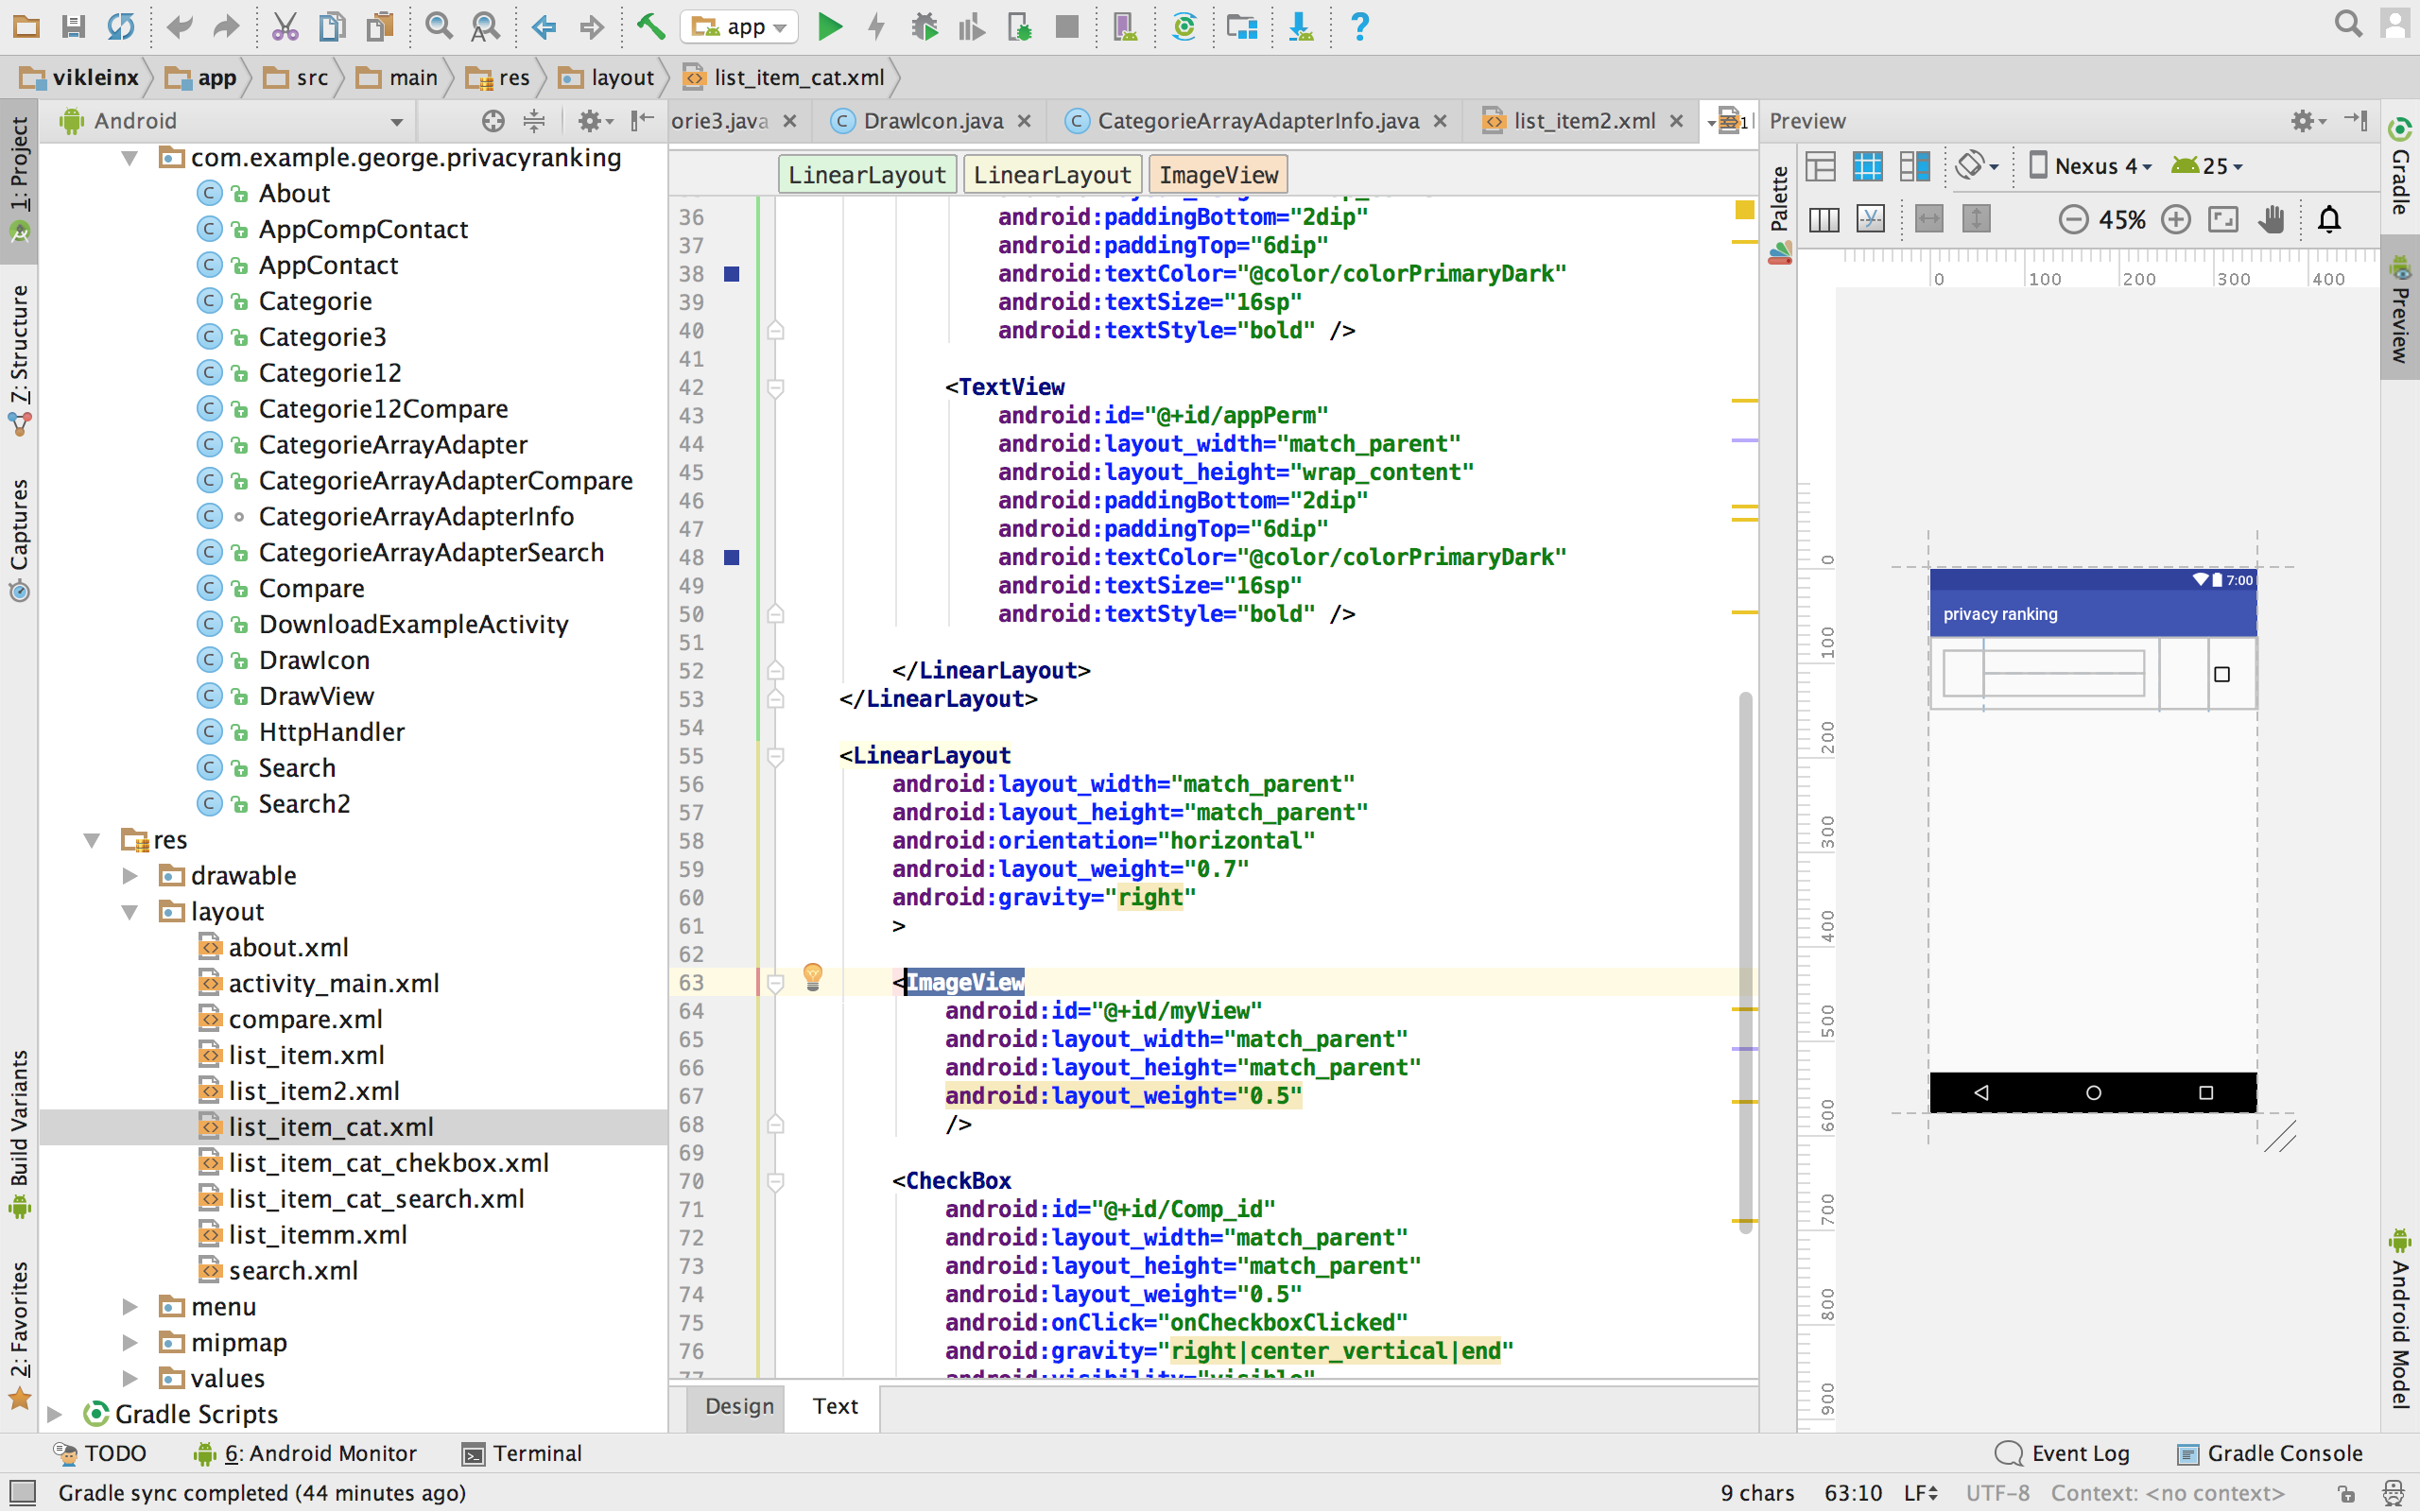 app
vikleinx
app
src
main
res
layout
list_item_cat.xml
Android
orie3.java
DrawIcon.java
CategorieArrayAdapterInfo.java
list_item2.xml
1
Preview
1: Project
7: Structure
Captures
Build Variants
2: Favorites
com.example.george.privacyranking
About
AppCompContact
AppContact
Categorie
Categorie3
Categorie12
Categorie12Compare
CategorieArrayAdapter
CategorieArrayAdapterCompare
CategorieArrayAdapterInfo
CategorieArrayAdapterSearch
Compare
DownloadExampleActivity
DrawIcon
DrawView
HttpHandler
Search
Search2
res
drawable
layout
about.xml
activity_main.xml
compare.xml
list_item.xml
list_item2.xml
list_item_cat.xml
list_item_cat_chekbox.xml
list_item_cat_search.xml
list_itemm.xml
search.xml
menu
mipmap
values
Gradle Scripts
LinearLayout LinearLayout ImageView
36 android:paddingBottom="2dip"
37 android:paddingTop="6dip"
38 android:textColor="@color/colorPrimaryDark"
39 android:textSize="16sp"
40 android:textStyle="bold" />
41
42 <TextView
43 android:id="@+id/appPerm"
44 android:layout_width="match_parent"
45 android:layout_height="wrap_content"
46 android:paddingBottom="2dip"
47 android:paddingTop="6dip"
48 android:textColor="@color/colorPrimaryDark"
49 android:textSize="16sp"
50 android:textStyle="bold" />
51
52 </LinearLayout>
53 </LinearLayout>
54
55 <LinearLayout
56 android:layout_width="match_parent"
57 android:layout_height="match_parent"
58 android:orientation="horizontal"
59 android:layout_weight="0.7"
60 android:gravity="right"
61 >
62
63 <ImageView
64 android:id="@+id/myView"
65 android:layout_width="match_parent"
66 android:layout_height="match_parent"
67 android:layout_weight="0.5"
68 />
69
70 <CheckBox
71 android:id="@+id/Comp_id"
72 android:layout_width="match_parent"
73 android:layout_height="match_parent"
74 android:layout_weight="0.5"
75 android:onClick="onCheckboxClicked"
76 android:gravity="right|center_vertical|end"
77 android:visibility="visible"
Design Text
Palette
Nexus 4 25
45%
0 100 200 300 400
0
100
200
300
400
500
600
700
800
900
7:00
privacy ranking
Gradle
Preview
Android Model
TODO 6: Android Monitor Terminal Event Log Gradle Console
Gradle sync completed (44 minutes ago) 9 chars 63:10 LF UTF-8 Context: <no context>